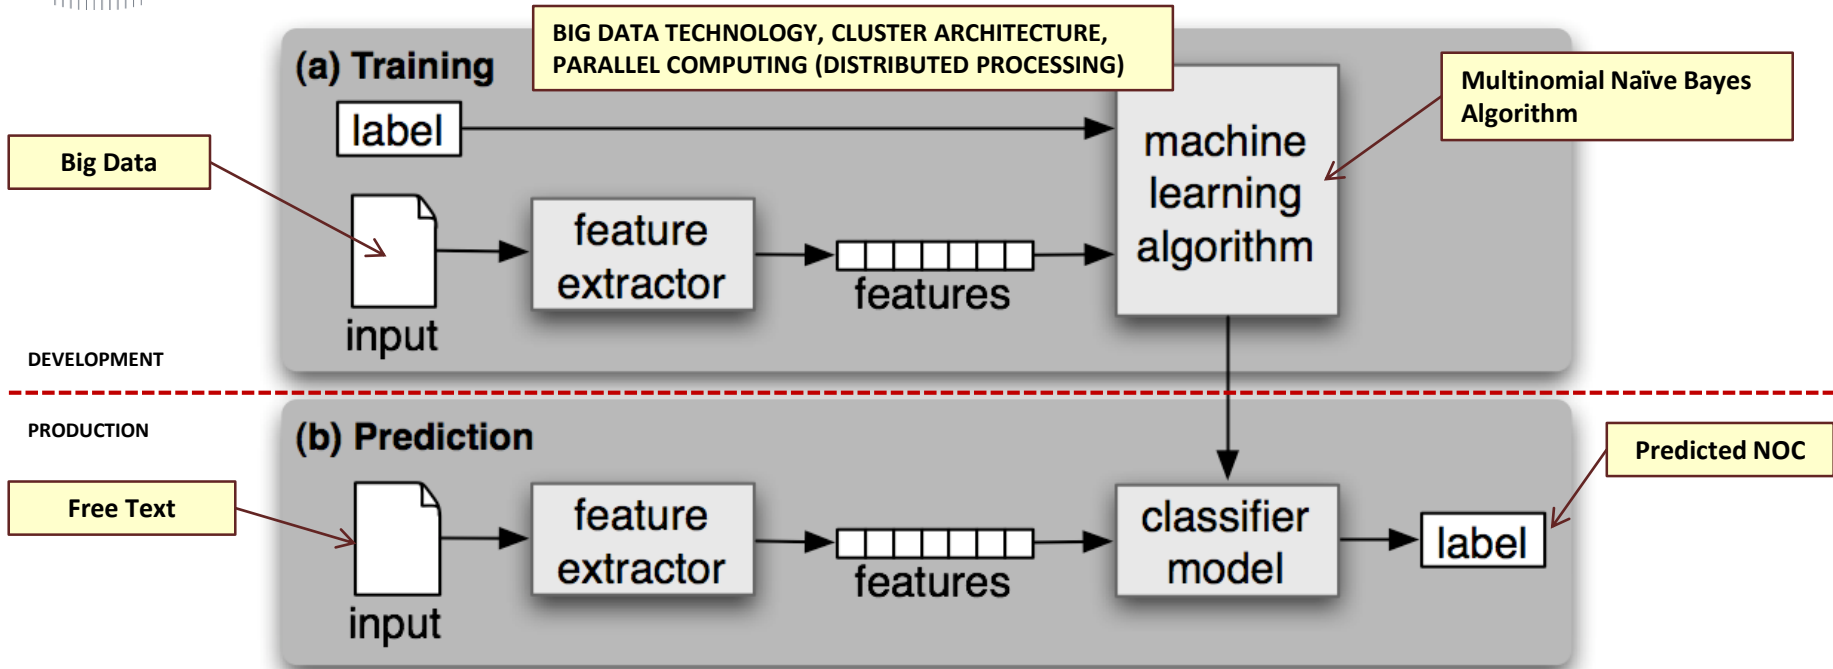 BIG DATA TECHNOLOGY, CLUSTER ARCHITECTURE,
PARALLEL COMPUTING (DISTRIBUTED PROCESSING)
(a) Training
Multinomial Naïve Bayes
Algorithm
label
machine
learning
algorithm
Big Data
feature
extractor
features
input
DEVELOPMENT
PRODUCTION
(b) Prediction
Predicted NOC
Free Text
feature
extractor
features
classifier
model
label
input